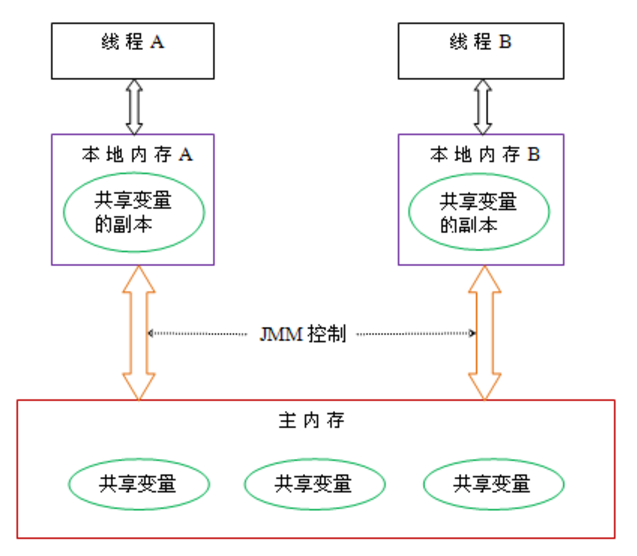 线程 A
线程 B
本地内存 A
本地内存 B
共享变量
的副本
共享变量
的副本
JMM 控制
主内存
共享变量
共享变量
共享变量